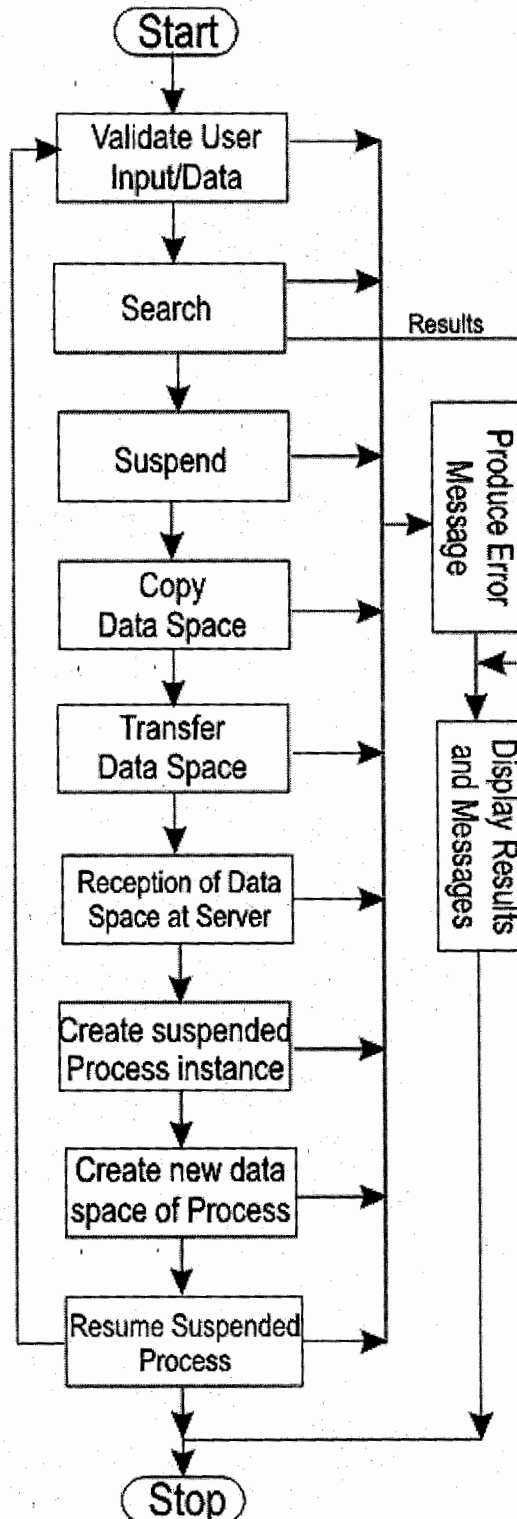 Start
Validate User
Input/Data
Search
Results
Suspend
Produce Error
Message
Copy
Data Space
Transfer
Data Space
Display Results
and Messages
Reception of Data
Space at Server
Create suspended
Process instance
Create new data
space of Process
Resume Suspended
Process
Stop